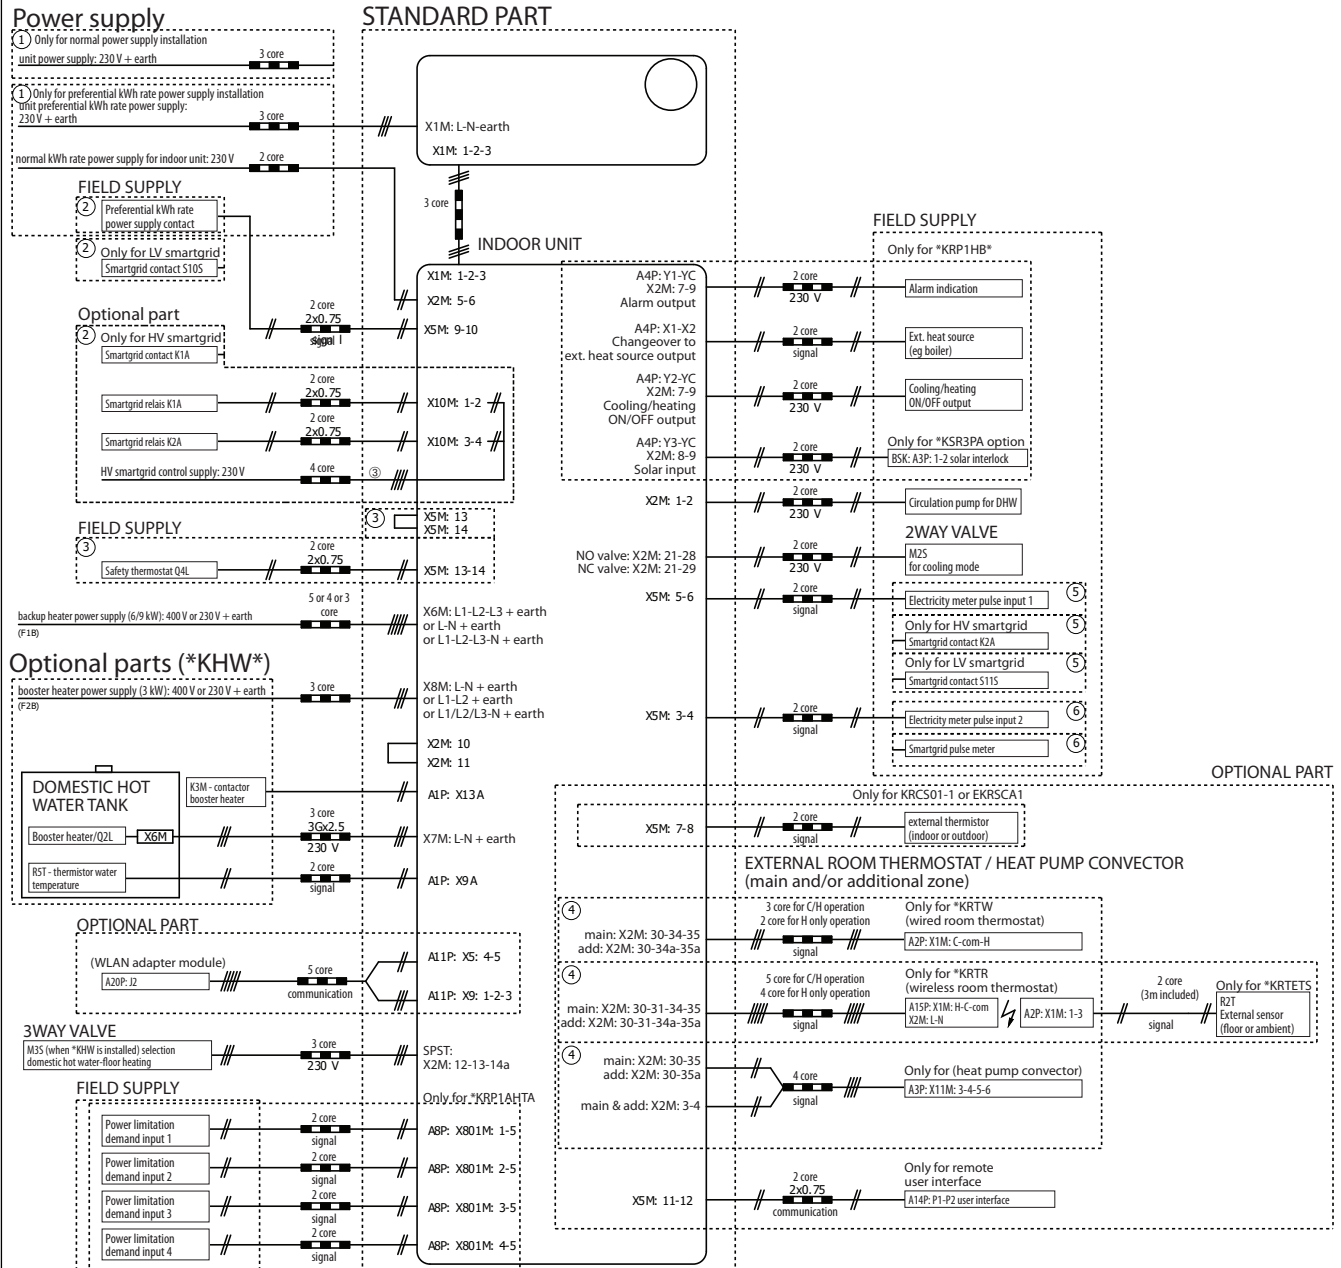 Power supply
① Only for normal power supply installation
unit power supply: 230 V + earth
3 core
① Only for preferential kWh rate power supply installation
unit preferential kWh rate power supply:
230 V + earth
3 core
normal kWh rate power supply for indoor unit: 230 V
2 core
FIELD SUPPLY
②
Preferential kWh rate
power supply contact
② Only for LV smartgrid
Smartgrid contact S10S
2 core
2x0.75
signal
Optional part
② Only for HV smartgrid
Smartgrid contact K1A
Smartgrid relais K1A
2 core
2x0.75
Smartgrid relais K2A
2 core
2x0.75
HV smartgrid control supply: 230 V
4 core
③
FIELD SUPPLY
③
Safety thermostat Q4L
2 core
2x0.75
backup heater power supply (6/9 kW): 400 V or 230 V + earth
(F1B)
5 or 4 or 3
core
Optional parts (*KHW*)
booster heater power supply (3 kW): 400 V or 230 V + earth
(F2B)
3 core
DOMESTIC HOT
WATER TANK
K3M - contactor
booster heater
Booster heater/Q2L
X6M
3 core
3Gx2.5
230 V
R5T - thermistor water
temperature
2 core
signal
OPTIONAL PART
(WLAN adapter module)
A20P: J2
5 core
communication
3WAY VALVE
M3S (when *KHW is installed) selection
domestic hot water-floor heating
3 core
230 V
FIELD SUPPLY
Power limitation
demand input 1
2 core
signal
Power limitation
demand input 2
2 core
signal
Power limitation
demand input 3
2 core
signal
Power limitation
demand input 4
2 core
signal
STANDARD PART
X1M: L-N-earth
X1M: 1-2-3
3 core
INDOOR UNIT
X1M: 1-2-3
X2M: 5-6
X5M: 9-10
X10M: 1-2
X10M: 3-4
③
X5M: 13
X5M: 14
X5M: 13-14
X6M: L1-L2-L3 + earth
or L-N + earth
or L1-L2-L3-N + earth
X8M: L-N + earth
or L1-L2 + earth
or L1/L2/L3-N + earth
X2M: 10
X2M: 11
A1P: X13A
X7M: L-N + earth
A1P: X9A
A11P: X5: 4-5
A11P: X9: 1-2-3
SPST:
X2M: 12-13-14a
Only for *KRP1AHTA
A8P: X801M: 1-5
A8P: X801M: 2-5
A8P: X801M: 3-5
A8P: X801M: 4-5
FIELD SUPPLY
Only for *KRP1HB*
A4P: Y1-YC
X2M: 7-9
Alarm output
2 core
230 V
Alarm indication
A4P: X1-X2
Changeover to
ext. heat source output
2 core
signal
Ext. heat source
(eg boiler)
A4P: Y2-YC
X2M: 7-9
Cooling/heating
ON/OFF output
2 core
230 V
Cooling/heating
ON/OFF output
A4P: Y3-YC
X2M: 8-9
Solar input
2 core
230 V
Only for *KSR3PA option
BSK: A3P: 1-2 solar interlock
X2M: 1-2
2 core
230 V
Circulation pump for DHW
2WAY VALVE
NO valve: X2M: 21-28
NC valve: X2M: 21-29
2 core
230 V
M2S
for cooling mode
X5M: 5-6
2 core
signal
Electricity meter pulse input 1
⑤
Only for HV smartgrid
⑤
Smartgrid contact K2A
Only for LV smartgrid
⑤
Smartgrid contact S11S
X5M: 3-4
2 core
signal
Electricity meter pulse input 2
⑥
Smartgrid pulse meter
⑥
OPTIONAL PART
Only for KRCS01-1 or EKRSCA1
X5M: 7-8
2 core
signal
external thermistor
(indoor or outdoor)
EXTERNAL ROOM THERMOSTAT / HEAT PUMP CONVECTOR
(main and/or additional zone)
④
main: X2M: 30-34-35
add: X2M: 30-34a-35a
3 core for C/H operation
2 core for H only operation
signal
Only for *KRTW
(wired room thermostat)
A2P: X1M: C-com-H
④
main: X2M: 30-31-34-35
add: X2M: 30-31-34a-35a
5 core for C/H operation
4 core for H only operation
signal
Only for *KRTR
(wireless room thermostat)
A15P: X1M: H-C-com
X2M: L-N
A2P: X1M: 1-3
2 core
(3m included)
signal
Only for *KRTETS
R2T
External sensor
(floor or ambient)
④
main: X2M: 30-35
add: X2M: 30-35a
main & add: X2M: 3-4
4 core
signal
Only for (heat pump convector)
A3P: X11M: 3-4-5-6
X5M: 11-12
2 core
2x0.75
communication
Only for remote
user interface
A14P: P1-P2 user interface